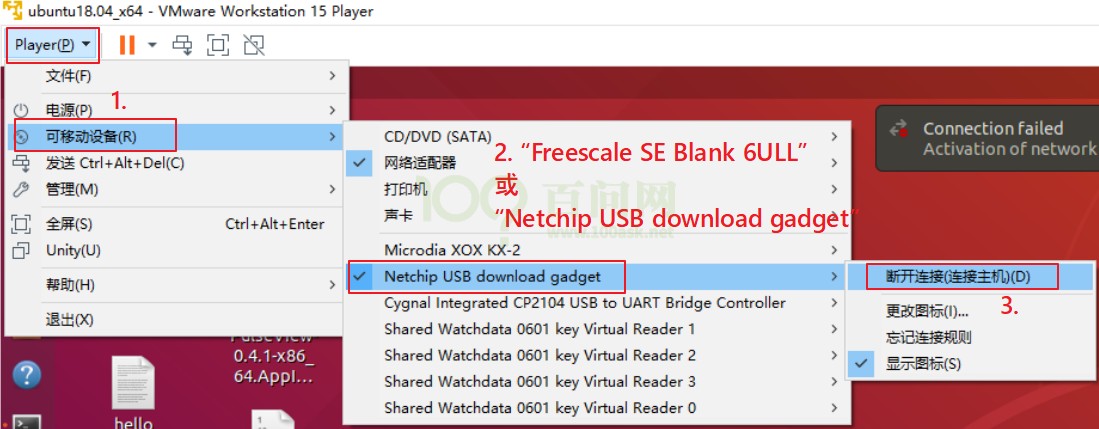 ubuntu18.04_x64 - VMware Workstation 15 Player
Player(P)
文件(F)
电源(P)
1.
可移动设备(R)
发送 Ctrl+Alt+Del(C)
管理(M)
全屏(S) Ctrl+Alt+Enter
Unity(U)
帮助(H)
退出(X)
CD/DVD (SATA)
网络适配器
打印机
声卡
2. “Freescale SE Blank 6ULL”
或
“Netchip USB download gadget”
100 百问网
www.100ask.net
Microdia XOX KX-2
Netchip USB download gadget
Cygnal Integrated CP2104 USB to UART Bridge Controller
Shared Watchdata 0601 key Virtual Reader 1
Shared Watchdata 0601 key Virtual Reader 2
Shared Watchdata 0601 key Virtual Reader 3
Shared Watchdata 0601 key Virtual Reader 0
断开连接(连接主机)(D)
3.
更改图标(I)...
忘记连接规则
显示图标(S)
Connection failed
Activation of network
PulseView
0.4.1-x86_
64.AppI...
hello